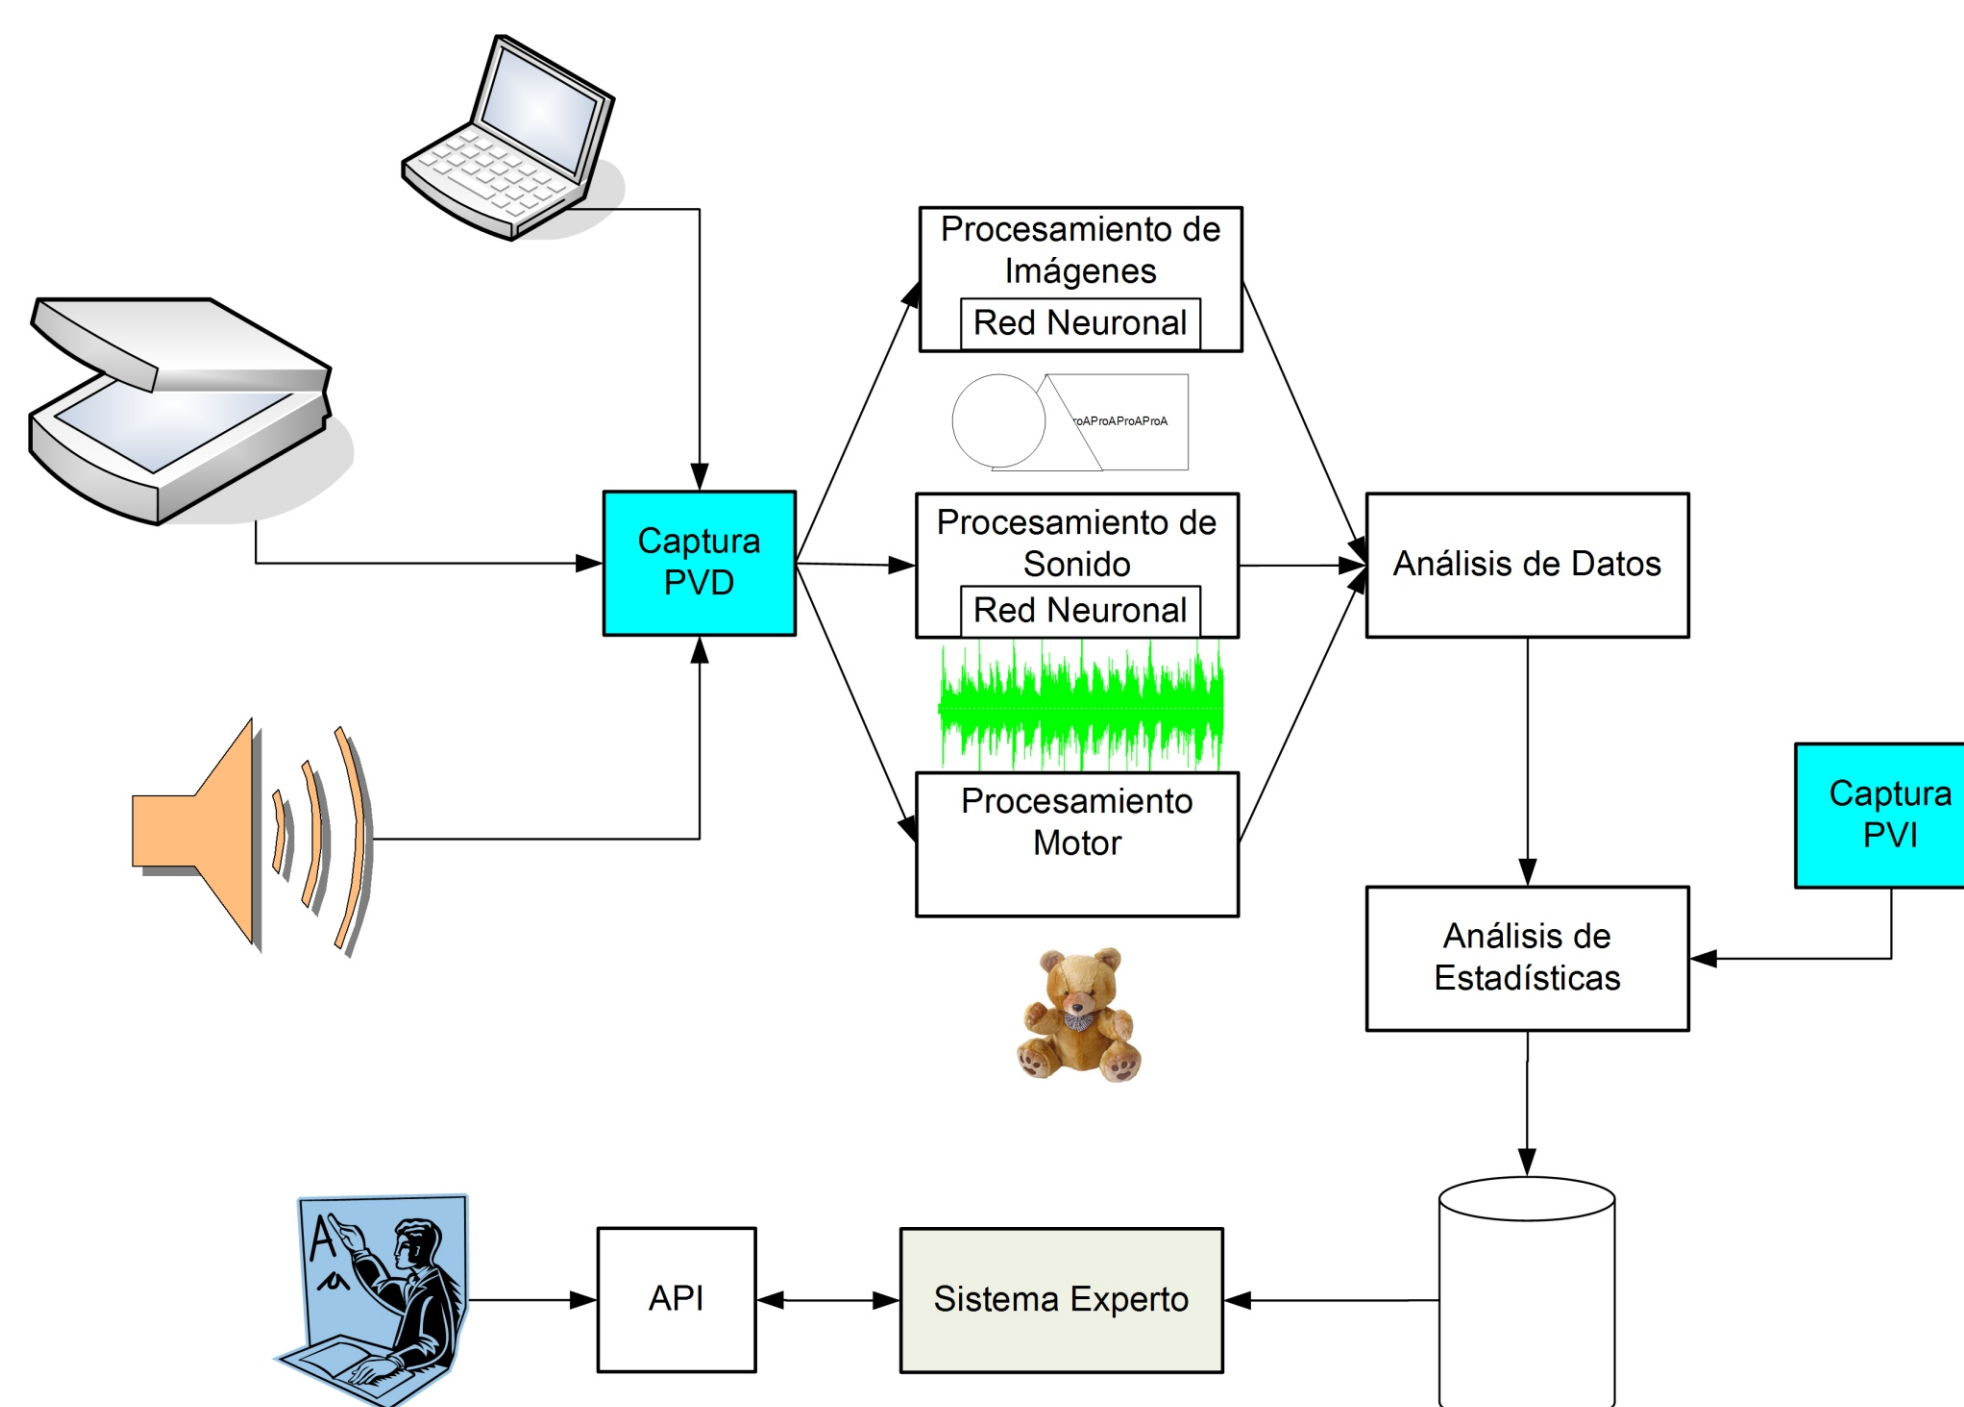 Procesamiento de
Imágenes
Red Neuronal
roAProAProAProA
Captura
PVD
Procesamiento de
Sonido
Red Neuronal
Análisis de Datos
Procesamiento
Motor
Captura
PVI
Análisis de
Estadísticas
A
API
Sistema Experto